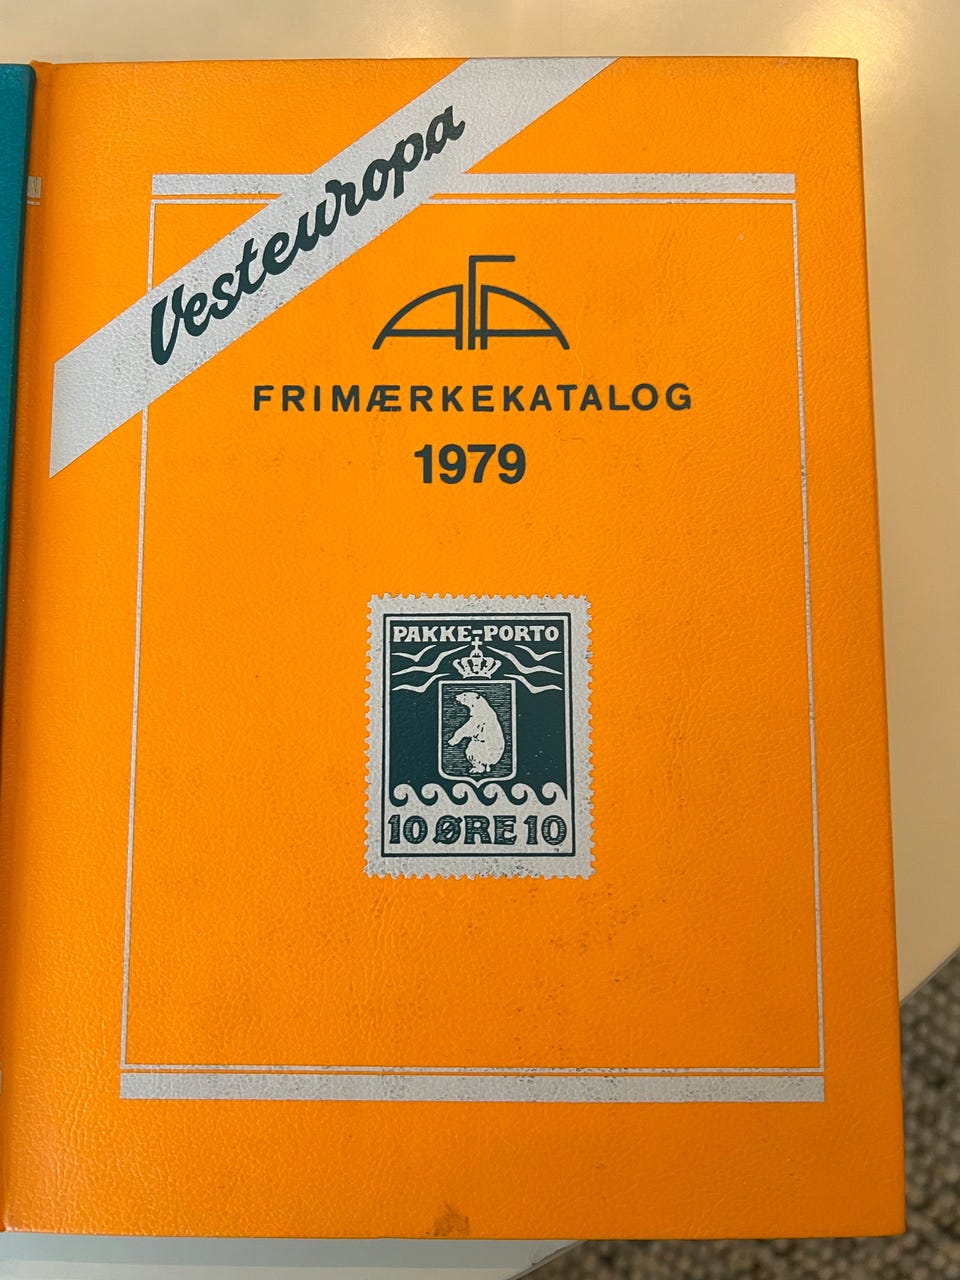 Vesteuropa
AFA
FRIMÆRKEKATALOG
1979
PAKKE-PORTO
10 ØRE 10